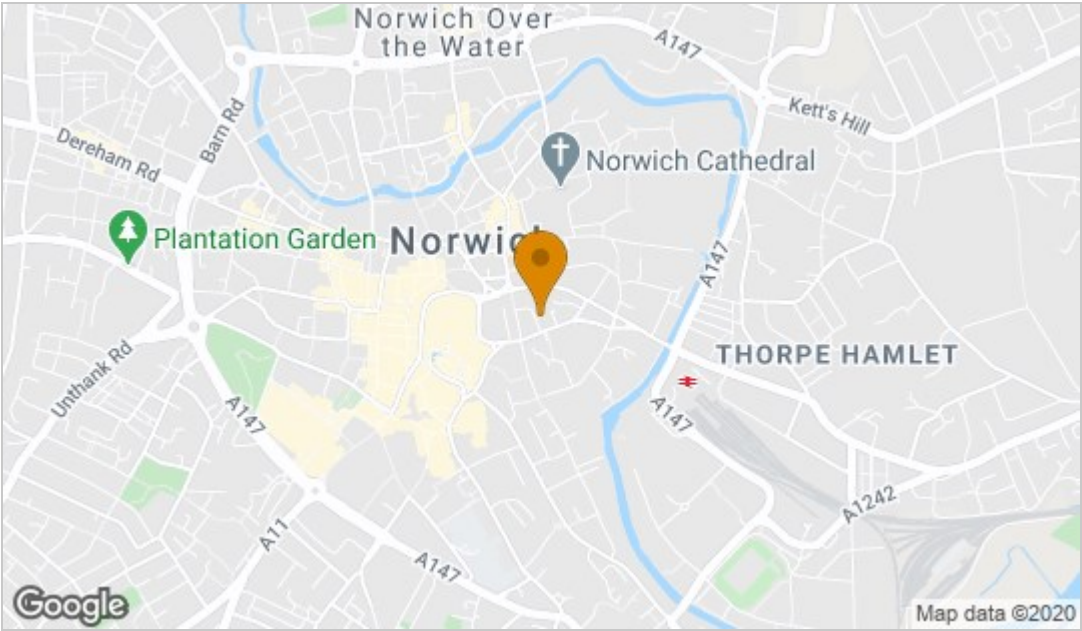 Norwich Over
the Water
A147
Kett's Hill
Barn Rd
Dereham Rd
Norwich Cathedral
Plantation Garden
Norwich
A147
THORPE HAMLET
Unthank Rd
A147
A147
A1242
A11
A147
Google
Map data ©2020